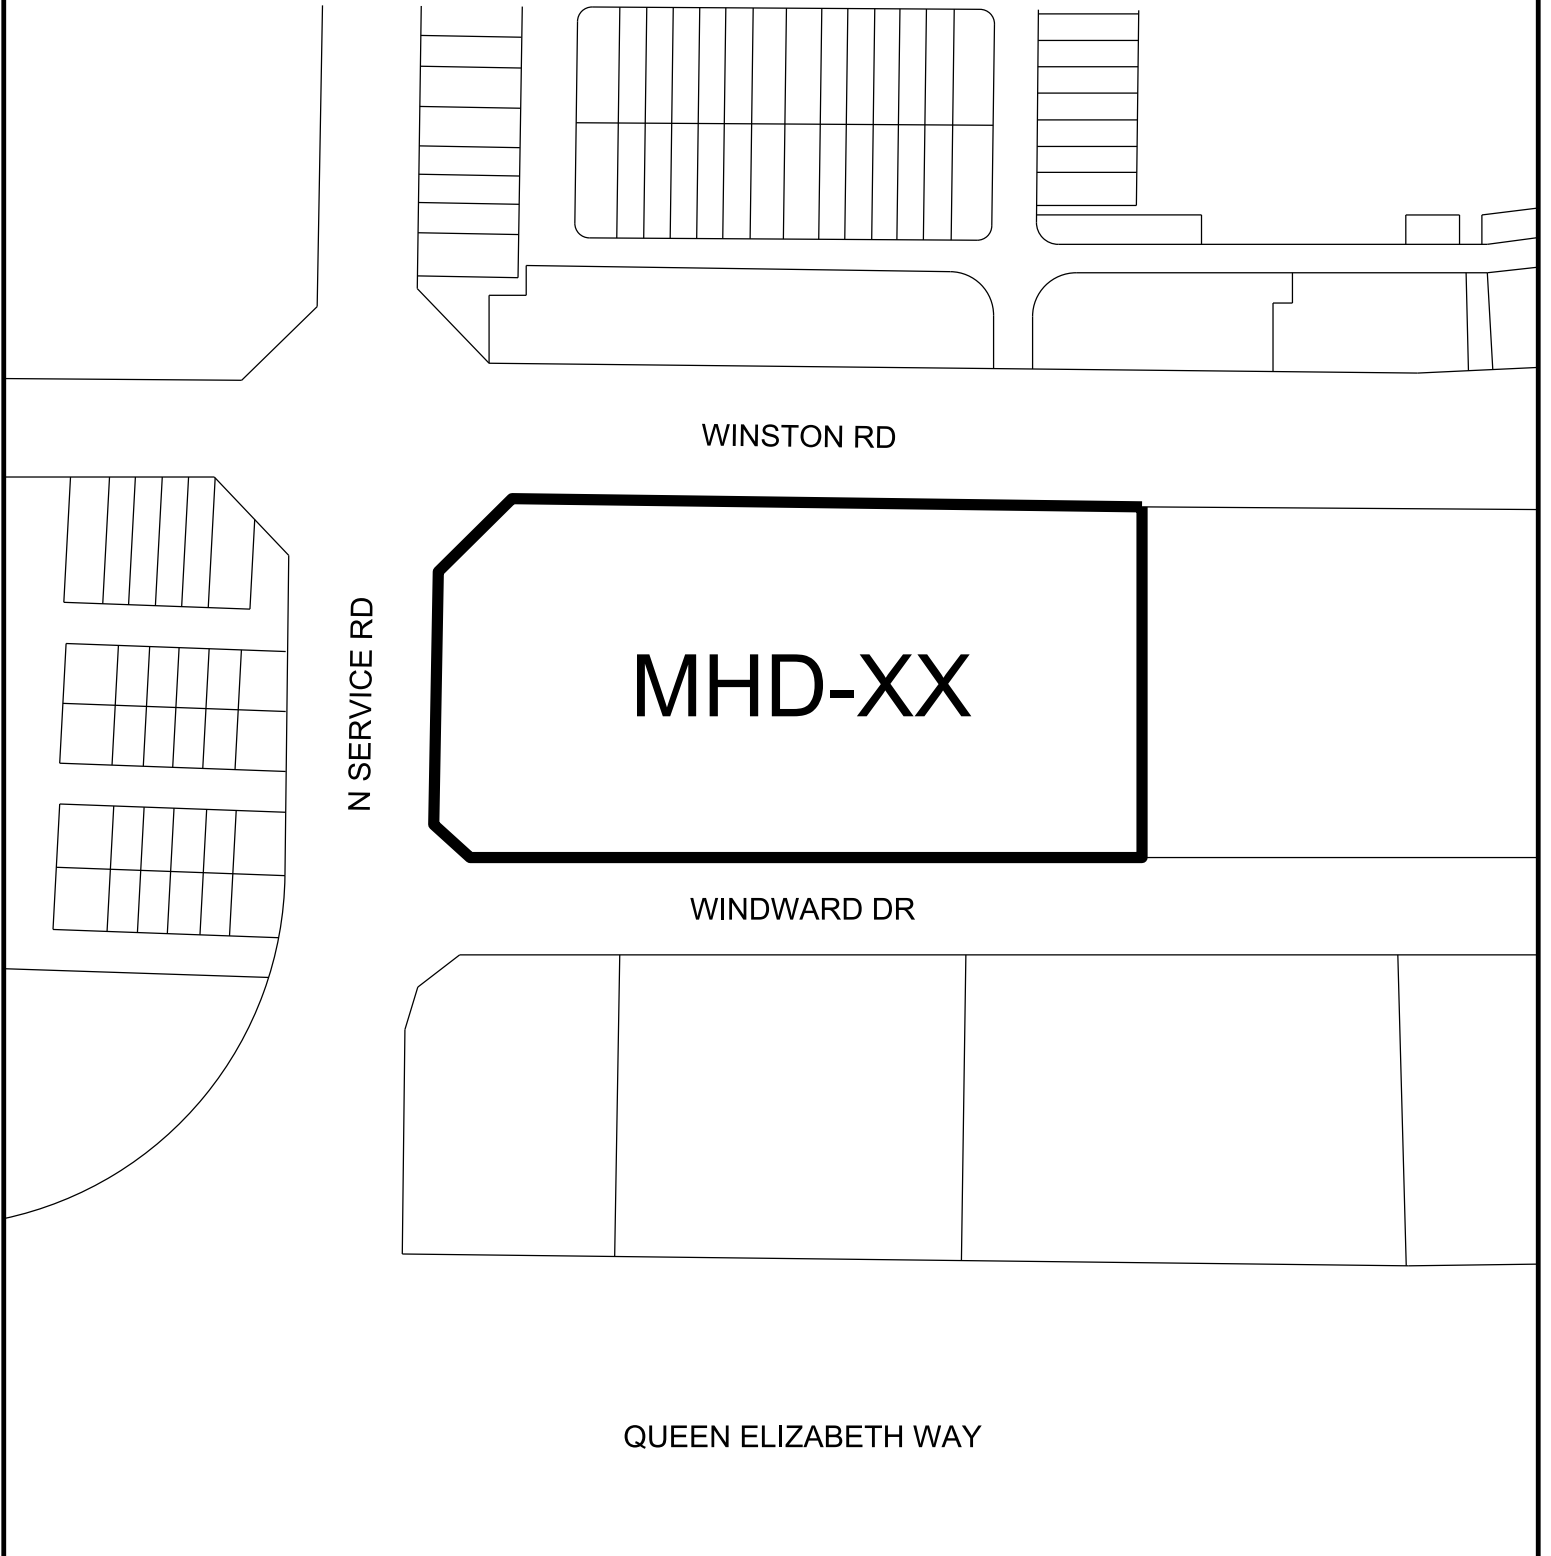 WINSTON RD
N SERVICE RD
MHD-XX
WINDWARD DR
QUEEN ELIZABETH WAY